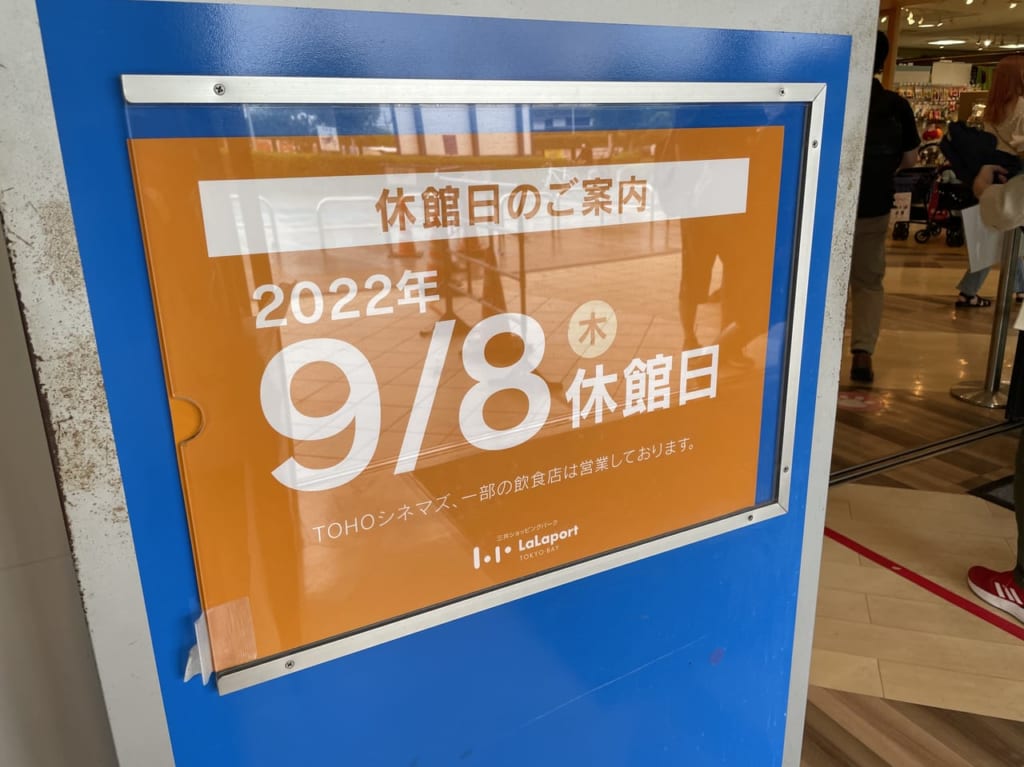 休館日のご案内
2022年
9/8 木 休館日
TOHOシネマズ、一部の飲食店は営業しております。
三井ショッピングパーク
LaLaport
TOKYO BAY